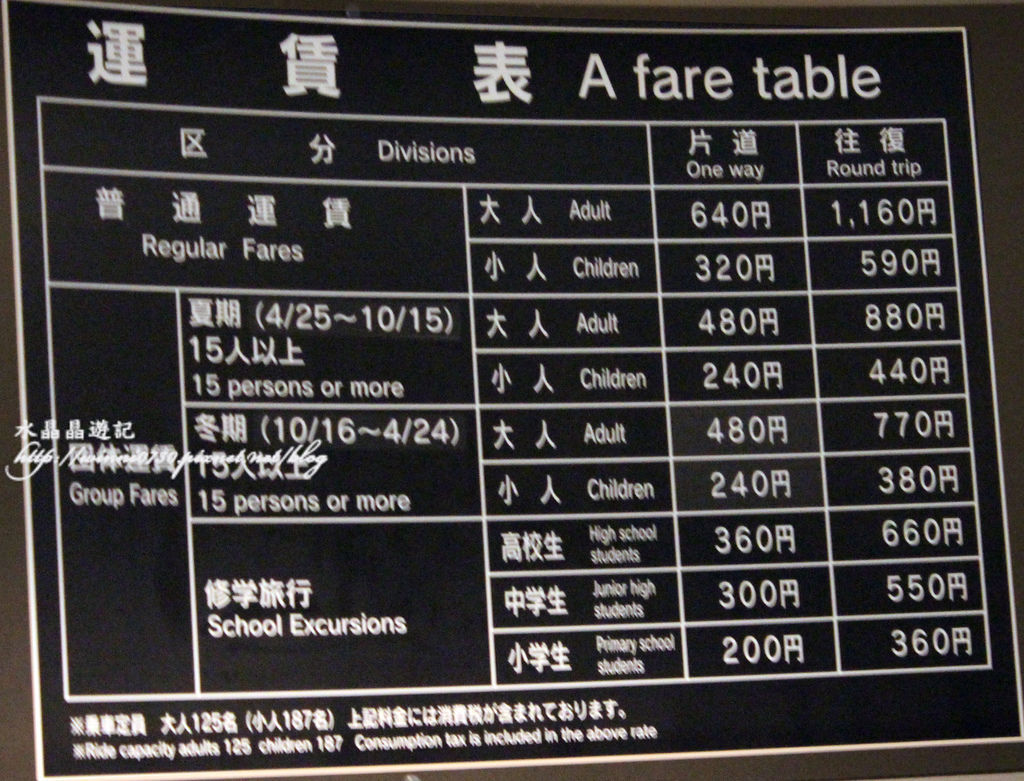 運賃表 A fare table
区分 Divisions
片道
One way
往復
Round trip
普通運賃
Regular Fares
大人 Adult 640円 1,160円
小人 Children 320円 590円
団体運賃
Group Fares
夏期 (4/25～10/15)
15人以上
15 persons or more
大人 Adult 480円 880円
小人 Children 240円 440円
冬期 (10/16～4/24)
15人以上
15 persons or more
大人 Adult 480円 770円
小人 Children 240円 380円
修学旅行
School Excursions
高校生 High school students 360円 660円
中学生 Junior high students 300円 550円
小学生 Primary school students 200円 360円
※乗車定員 大人125名 (小人187名) 上記料金には消費税が含まれております。
※Ride capacity adults 125 children 187 Consumption tax is included in the above rate
水晶晶遊記